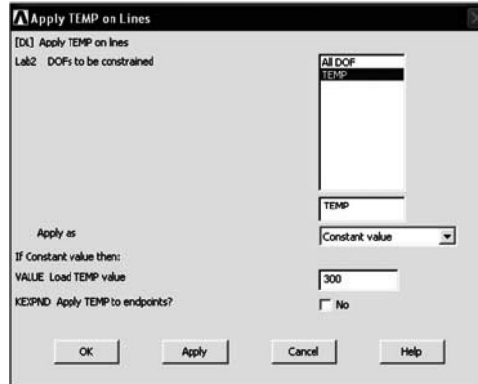 Apply TEMP on Lines
[DL] Apply TEMP on lines
Lab2 DOFs to be constrained
All DOF
TEMP
TEMP
Apply as
Constant value
If Constant value then:
VALUE Load TEMP value
300
KEXPND Apply TEMP to endpoints?
No
OK
Apply
Cancel
Help